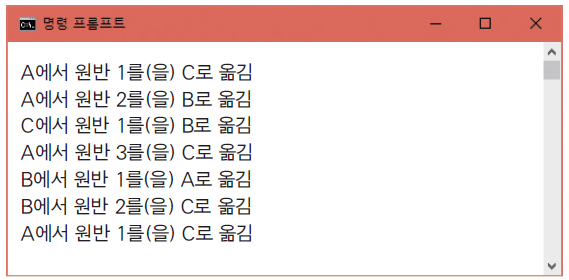 명령 프롬프트
A에서 원반 1를(을) C로 옮김
A에서 원반 2를(을) B로 옮김
C에서 원반 1를(을) B로 옮김
A에서 원반 3를(을) C로 옮김
B에서 원반 1를(을) A로 옮김
B에서 원반 2를(을) C로 옮김
A에서 원반 1를(을) C로 옮김